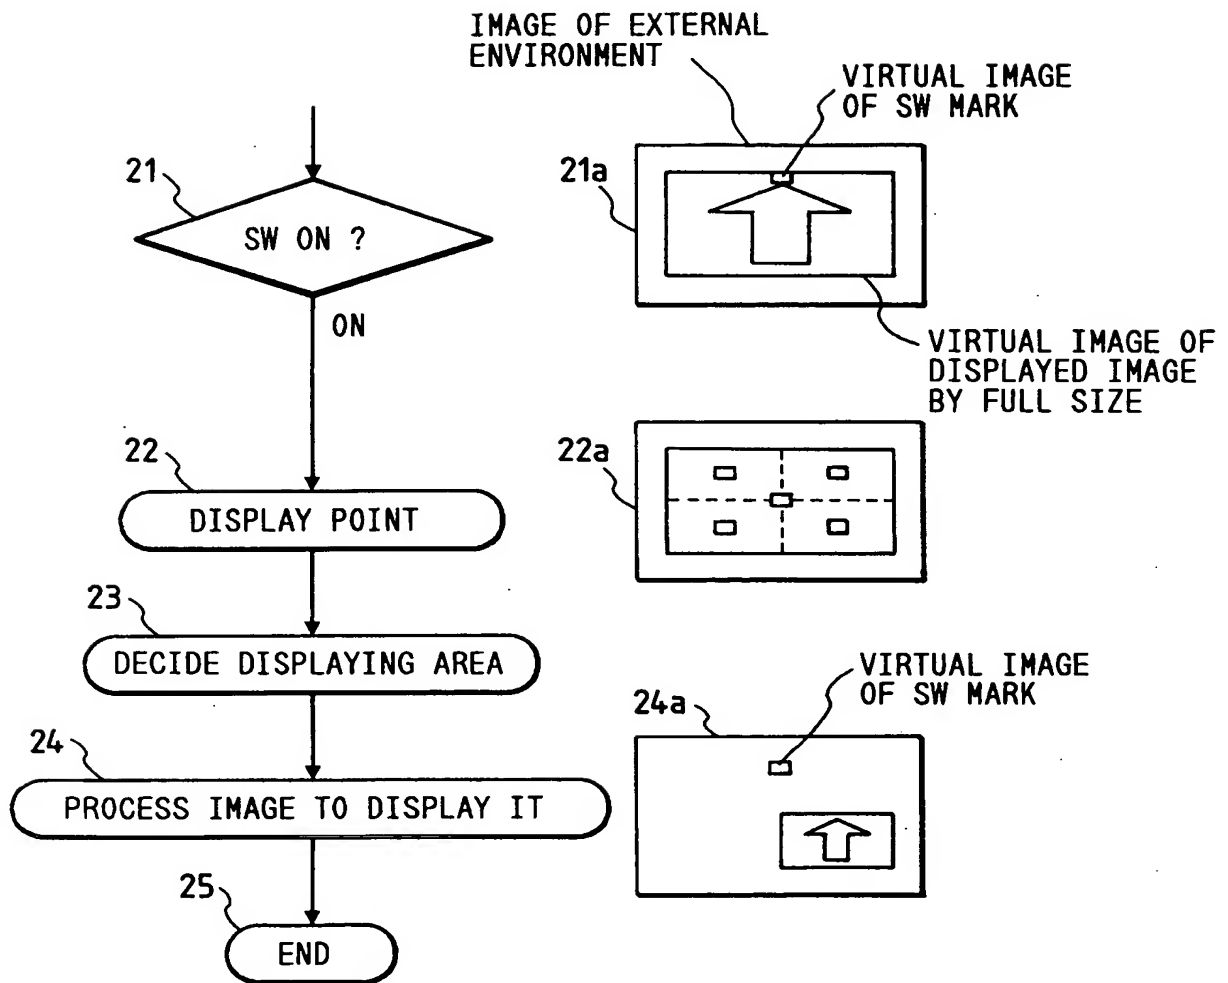 IMAGE OF EXTERNAL
ENVIRONMENT
VIRTUAL IMAGE
OF SW MARK
21
21a
SW ON ?
ON
VIRTUAL IMAGE OF
DISPLAYED IMAGE
BY FULL SIZE
22
22a
DISPLAY POINT
23
DECIDE DISPLAYING AREA
VIRTUAL IMAGE
OF SW MARK
24
24a
PROCESS IMAGE TO DISPLAY IT
25
END